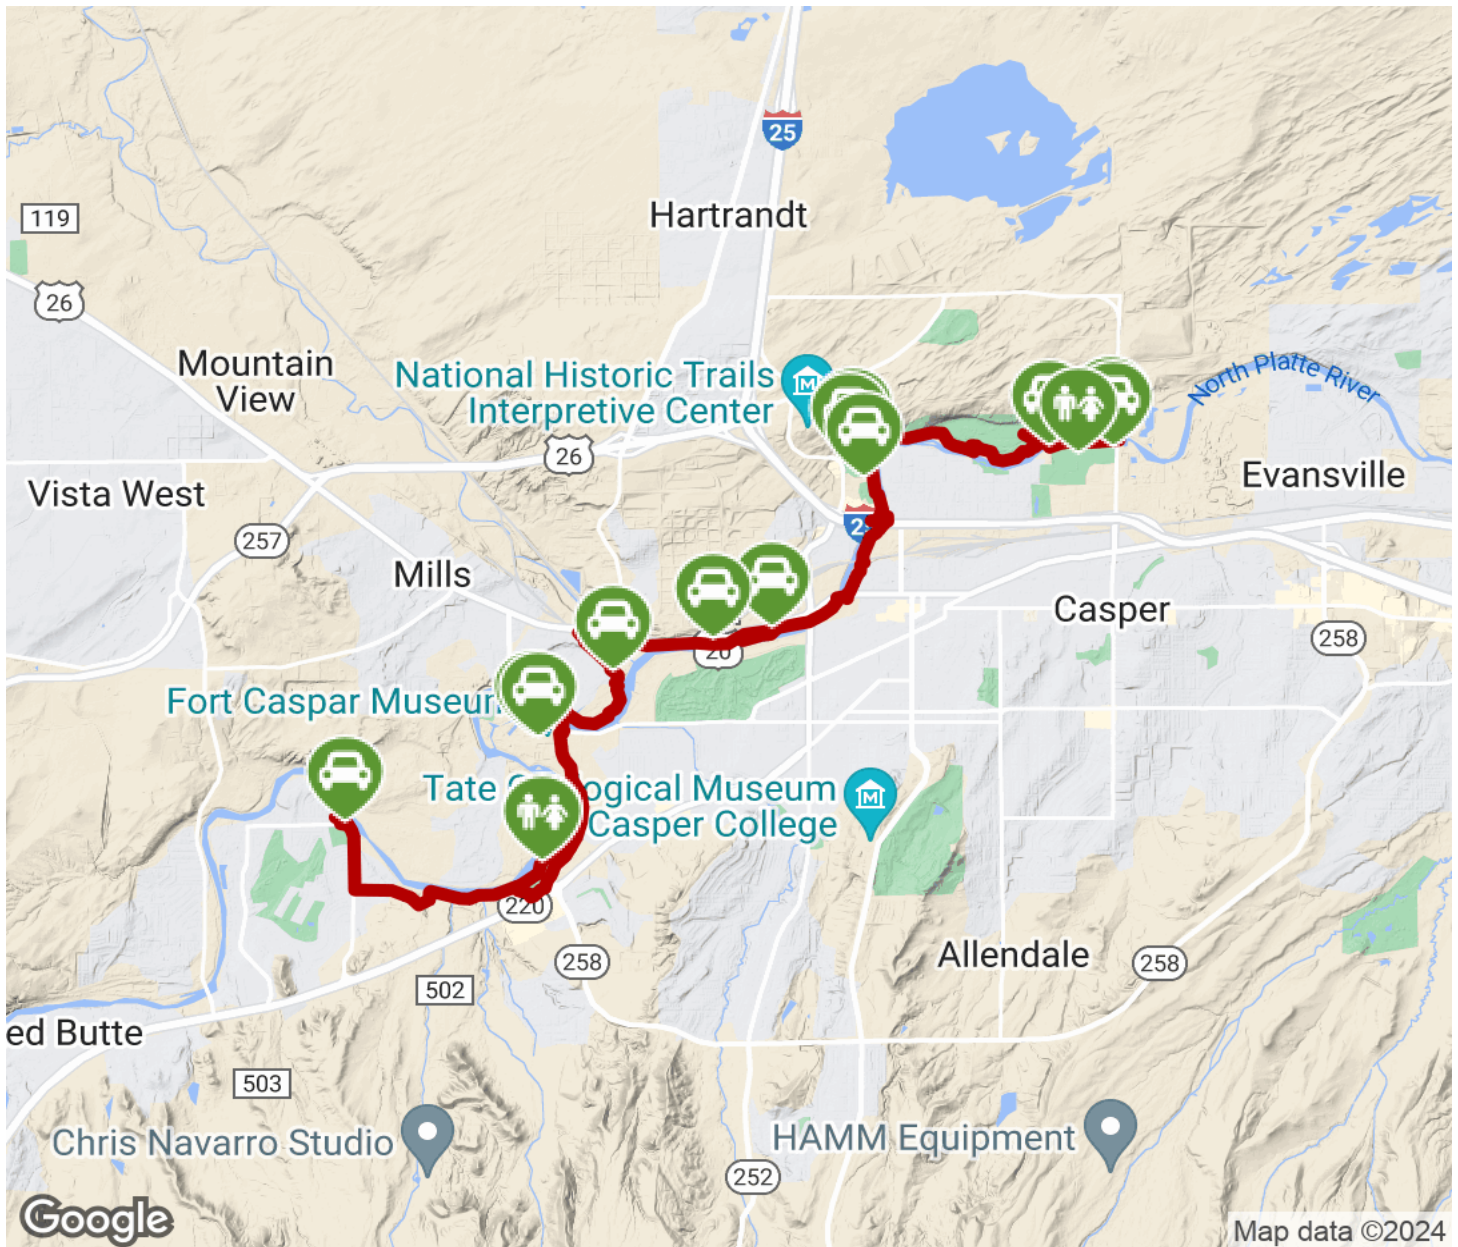 25
Hartrandt
119
26
Mountain
View
National Historic Trails
Interpretive Center
North Platte River
26
Evansville
Vista West
257
Mills
2
Casper
258
20
Fort Caspar Museum
Tate
ogical Museum
Casper College
220
258
Allendale
258
502
ed Butte
503
Chris Navarro Studio
HAMM Equipment
252
Google
Map data ©2024